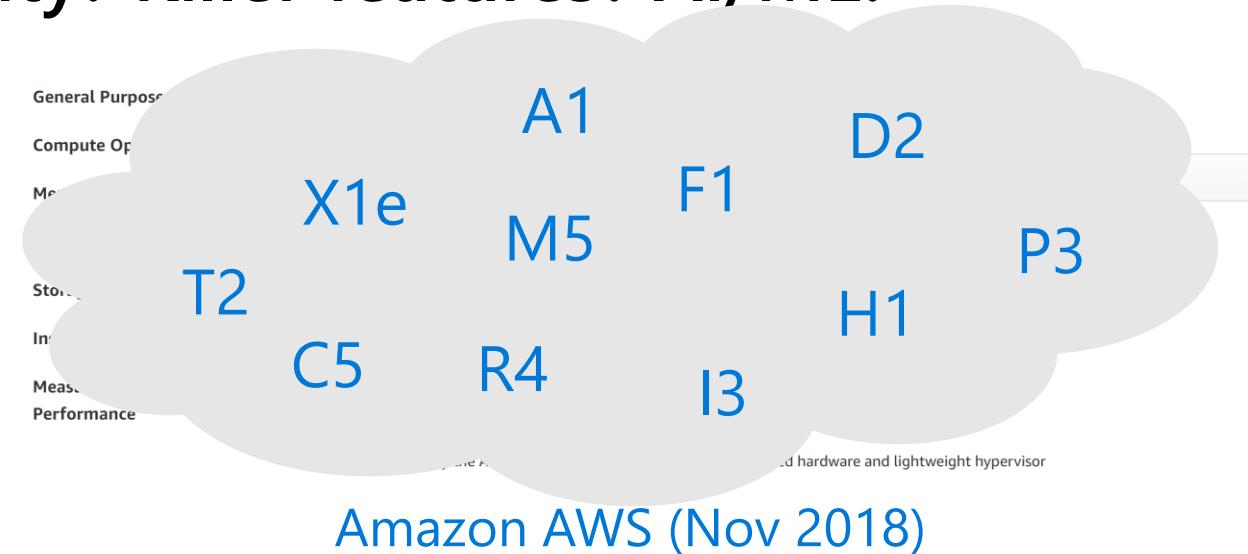 General Purpose
A1
D2
Compute Op
F1
X1e
M5
P3
T2
H1
C5
R4
I3
Performance
d hardware and lightweight hypervisor
Amazon AWS (Nov 2018)